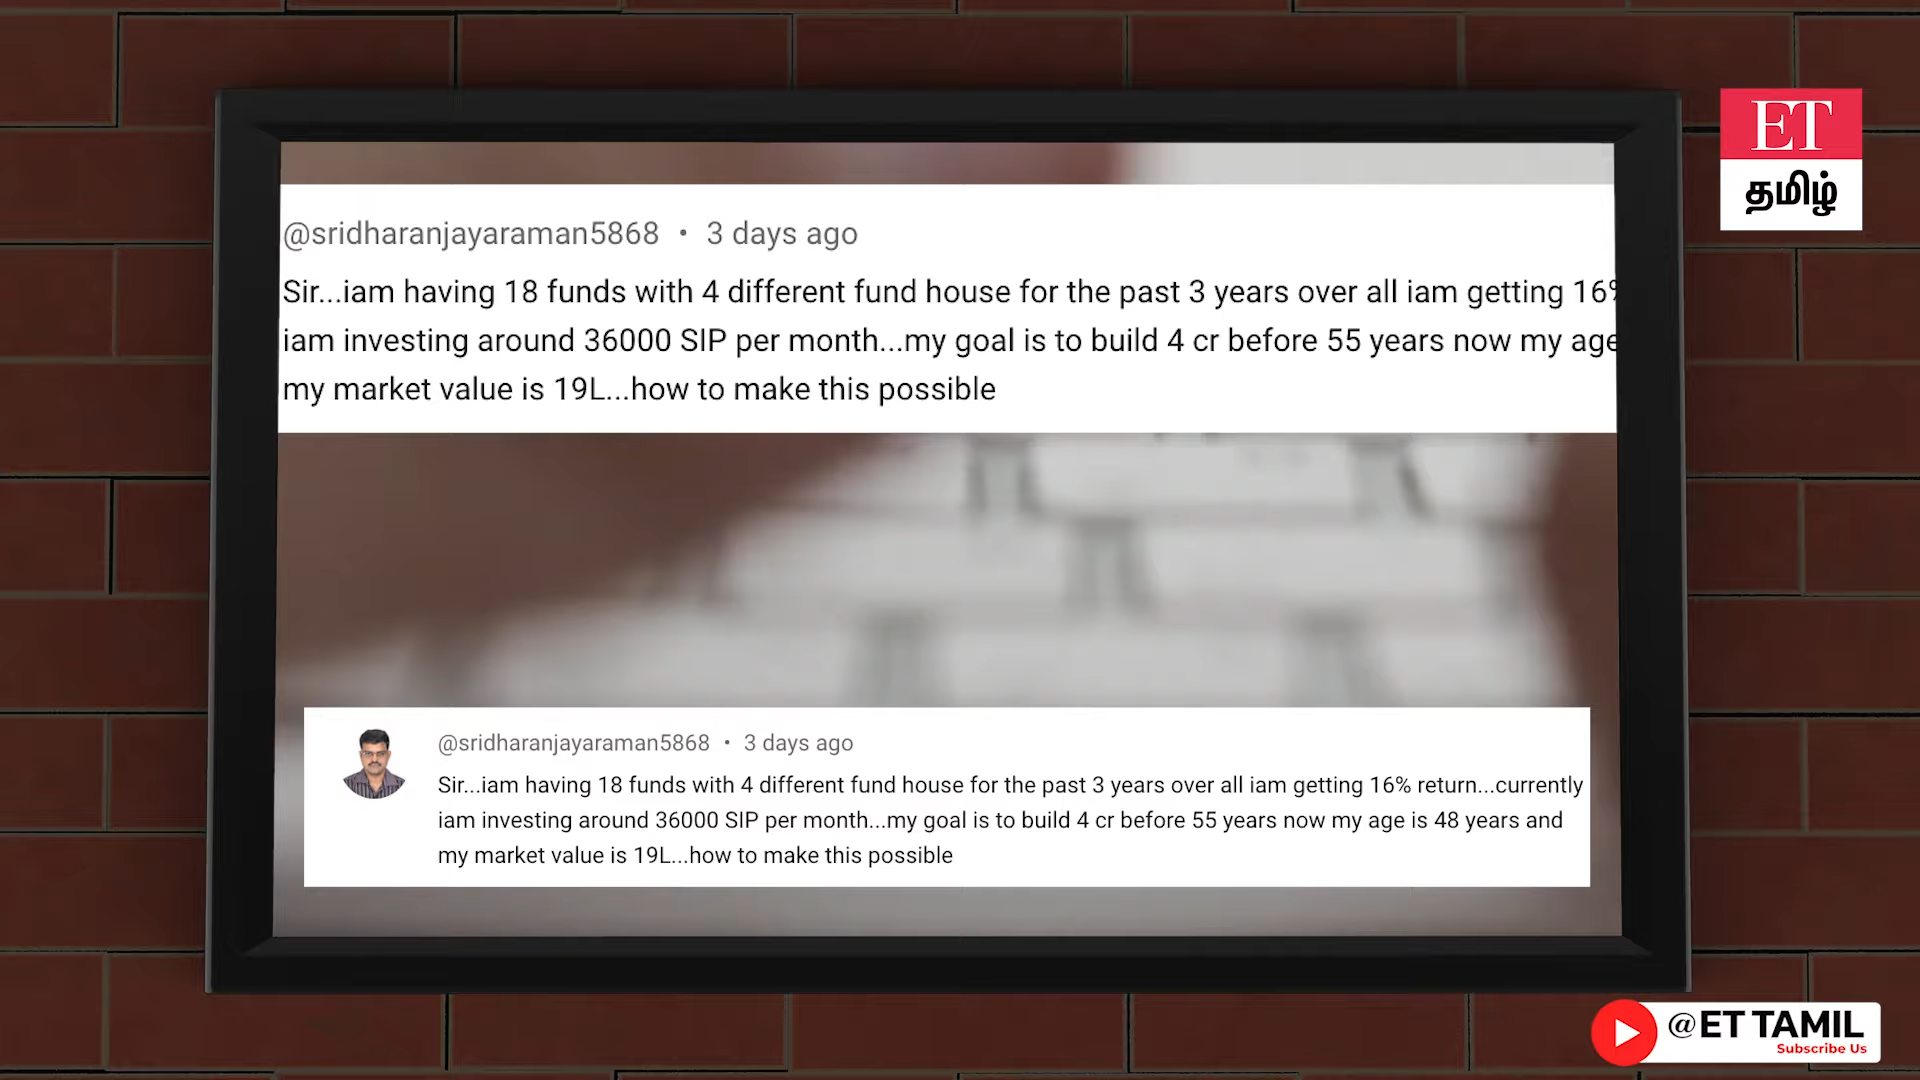 ET
தமிழ்
@sridharanjayaraman5868 • 3 days ago
Sir...iam having 18 funds with 4 different fund house for the past 3 years over all iam getting 16%
iam investing around 36000 SIP per month...my goal is to build 4 cr before 55 years now my age
my market value is 19L...how to make this possible
@sridharanjayaraman5868 • 3 days ago
Sir...iam having 18 funds with 4 different fund house for the past 3 years over all iam getting 16% return...currently
iam investing around 36000 SIP per month...my goal is to build 4 cr before 55 years now my age is 48 years and
my market value is 19L...how to make this possible
@ET TAMIL
Subscribe Us